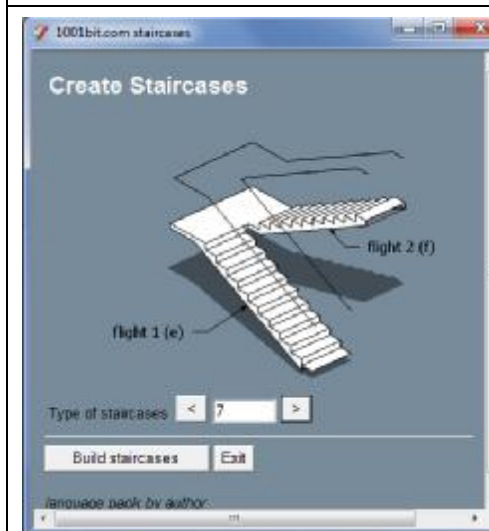 1001bit.com staircases
Create Staircases
flight 2 (f)
flight 1 (e)
Type of staircases < 7 >
Build staircases Exit
language pack by author